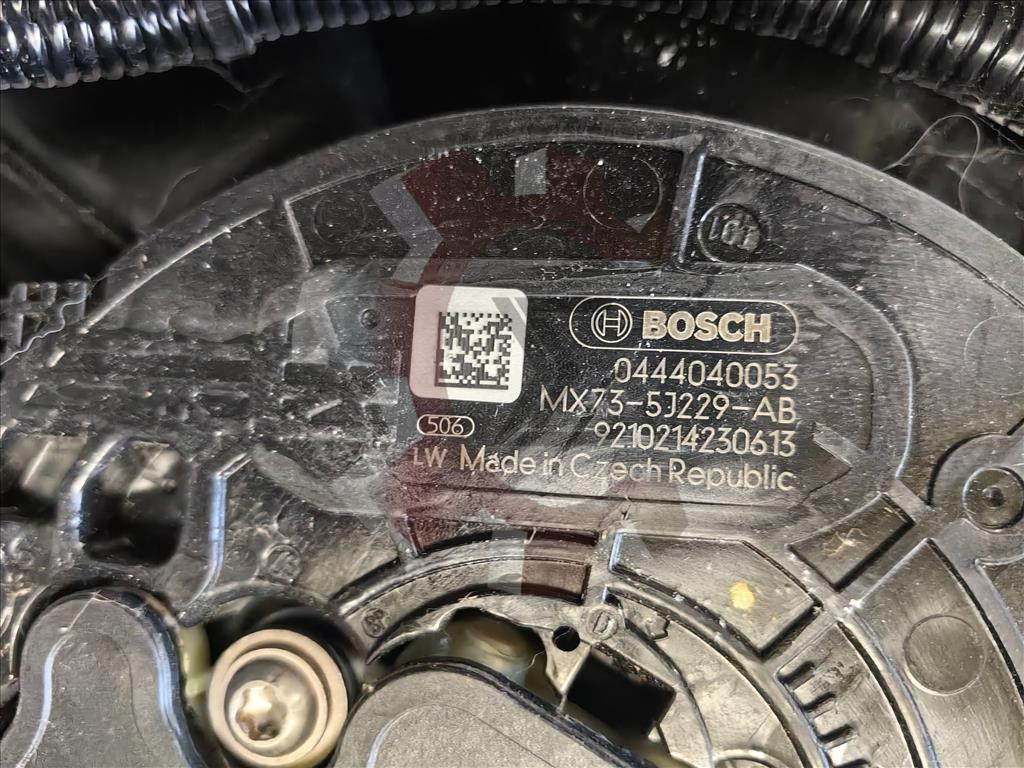 BOSCH
0444040053
MX73-5J229-AB
506
9210214230613
LW Made in Czech Republic
D